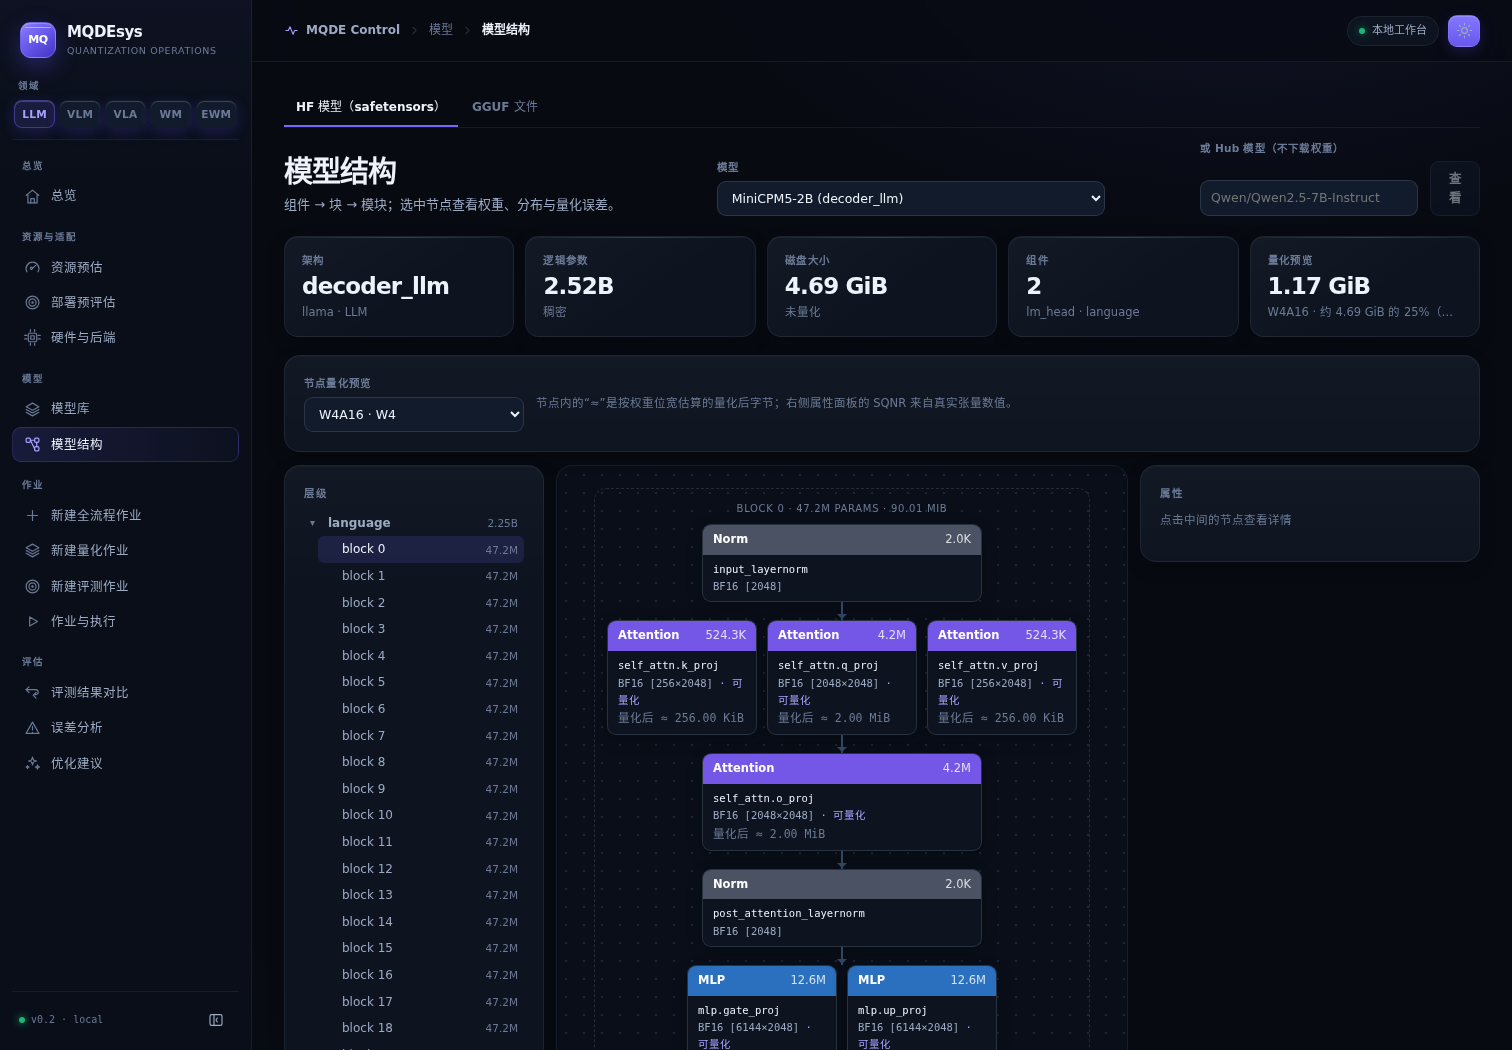 MQ
MQDEsys
QUANTIZATION OPERATIONS
领域
LLM VLM VLA WM EWM
总览
总览
资源与适配
资源预估
部署预评估
硬件与后端
模型
模型库
模型结构
作业
新建全流程作业
新建量化作业
新建评测作业
作业与执行
评估
评测结果对比
误差分析
优化建议
v0.2 · local
MQDE Control › 模型 › 模型结构
本地工作台
HF 模型（safetensors）
GGUF 文件
模型结构
组件 → 块 → 模块；选中节点查看权重、分布与量化误差。
模型
MiniCPM5-2B (decoder_llm)
或 Hub 模型（不下载权重）
Qwen/Qwen2.5-7B-Instruct
查
看
架构
decoder_llm
llama · LLM
逻辑参数
2.52B
稠密
磁盘大小
4.69 GiB
未量化
组件
2
lm_head · language
量化预览
1.17 GiB
W4A16 · 约 4.69 GiB 的 25%（...
节点量化预览
W4A16 · W4
节点内的“≈”是按权重位宽估算的量化后字节；右侧属性面板的 SQNR 来自真实张量数值。
层级
language 2.25B
block 0 47.2M
block 1 47.2M
block 2 47.2M
block 3 47.2M
block 4 47.2M
block 5 47.2M
block 6 47.2M
block 7 47.2M
block 8 47.2M
block 9 47.2M
block 10 47.2M
block 11 47.2M
block 12 47.2M
block 13 47.2M
block 14 47.2M
block 15 47.2M
block 16 47.2M
block 17 47.2M
block 18 47.2M
BLOCK 0 · 47.2M PARAMS · 90.01 MIB
Norm 2.0K
input_layernorm
BF16 [2048]
Attention 524.3K
self_attn.k_proj
BF16 [256×2048] · 可
量化
量化后 ≈ 256.00 KiB
Attention 4.2M
self_attn.q_proj
BF16 [2048×2048] ·
可量化
量化后 ≈ 2.00 MiB
Attention 524.3K
self_attn.v_proj
BF16 [256×2048] · 可
量化
量化后 ≈ 256.00 KiB
Attention 4.2M
self_attn.o_proj
BF16 [2048×2048] · 可量化
量化后 ≈ 2.00 MiB
Norm 2.0K
post_attention_layernorm
BF16 [2048]
MLP 12.6M
mlp.gate_proj
BF16 [6144×2048] ·
可量化
MLP 12.6M
mlp.up_proj
BF16 [6144×2048] ·
可量化
属性
点击中间的节点查看详情